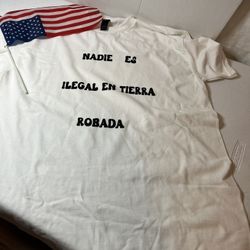 NADIE ES
ILEGAL EN TIERRA
ROBADA